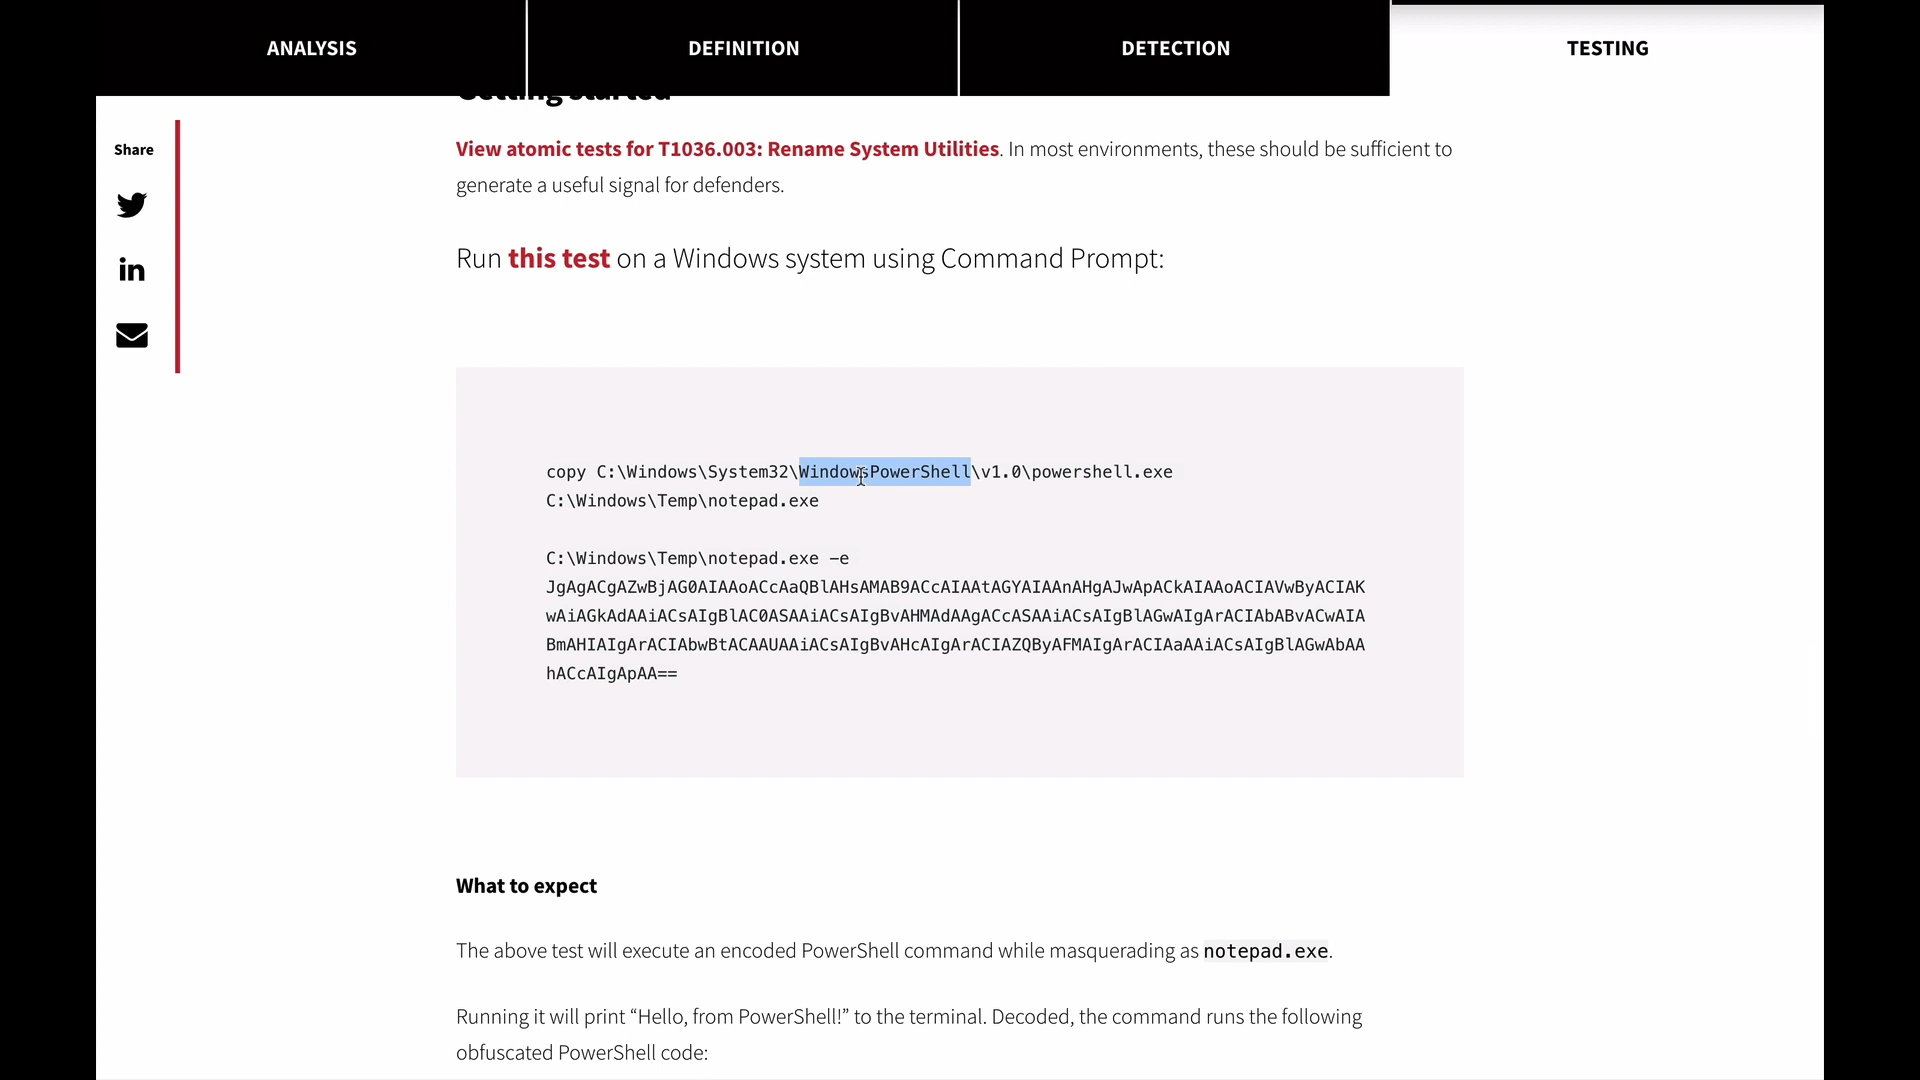 ANALYSIS
DEFINITION
DETECTION
TESTING
Getting started
Share
View atomic tests for T1036.003: Rename System Utilities. In most environments, these should be sufficient to
generate a useful signal for defenders.
Run this test on a Windows system using Command Prompt:
copy C:\Windows\System32\WindowsPowerShell\v1.0\powershell.exe
C:\Windows\Temp\notepad.exe
C:\Windows\Temp\notepad.exe -e
JgAgACgAZwBjAG0AIAAoACcAaQBlAHsAMAB9ACcAIAAtAGYAIAAnAHgAJwApACkAIAAoACIAVwByACIAK
wAiAGkAdAAiACsAIgBlAC0ASAAiACsAIgBvAHMAdAAgACcASAAiACsAIgBlAGwAIgArACIAbABvACwAIA
BmAHIAIgArACIAbwBtACAAUAAiACsAIgBvAHcAIgArACIAZQByAFMAIgArACIAaAAiACsAIgBlAGwAbAA
hACcAIgApAA==
What to expect
The above test will execute an encoded PowerShell command while masquerading as notepad.exe.
Running it will print “Hello, from PowerShell!” to the terminal. Decoded, the command runs the following
obfuscated PowerShell code: